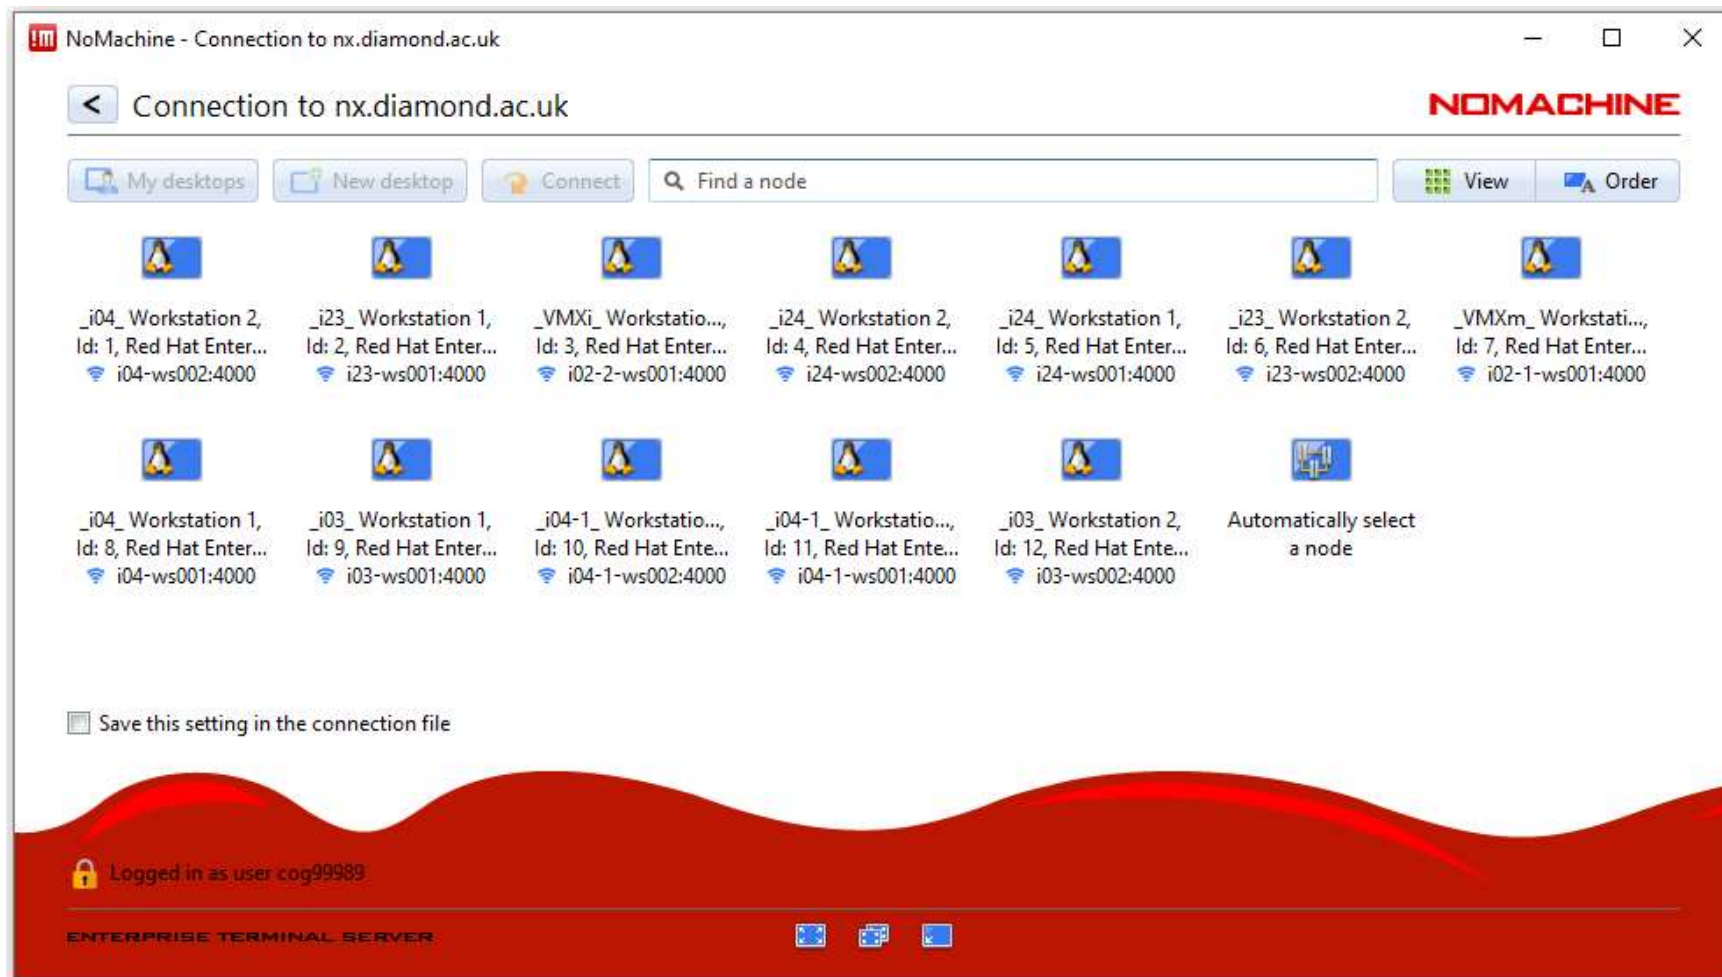 NoMachine - Connection to nx.diamond.ac.uk
< Connection to nx.diamond.ac.uk
NOMACHINE
My desktops New desktop Connect Find a node View Order
_i04_ Workstation 2, _i23_ Workstation 1, _VMXi_ Workstatio..., _i24_ Workstation 2, _i24_ Workstation 1, _i23_ Workstation 2, _VMXm_ Workstati...,
Id: 1, Red Hat Enter... Id: 2, Red Hat Enter... Id: 3, Red Hat Enter... Id: 4, Red Hat Enter... Id: 5, Red Hat Enter... Id: 6, Red Hat Enter... Id: 7, Red Hat Enter...
i04-ws002:4000 i23-ws001:4000 i02-2-ws001:4000 i24-ws002:4000 i24-ws001:4000 i23-ws002:4000 i02-1-ws001:4000
_i04_ Workstation 1, _i03_ Workstation 1, _i04-1_ Workstatio..., _i04-1_ Workstatio..., _i03_ Workstation 2, Automatically select
Id: 8, Red Hat Enter... Id: 9, Red Hat Enter... Id: 10, Red Hat Ente... Id: 11, Red Hat Ente... Id: 12, Red Hat Ente... a node
i04-ws001:4000 i03-ws001:4000 i04-1-ws002:4000 i04-1-ws001:4000 i03-ws002:4000
Save this setting in the connection file
Logged in as user cog99989
ENTERPRISE TERMINAL SERVER